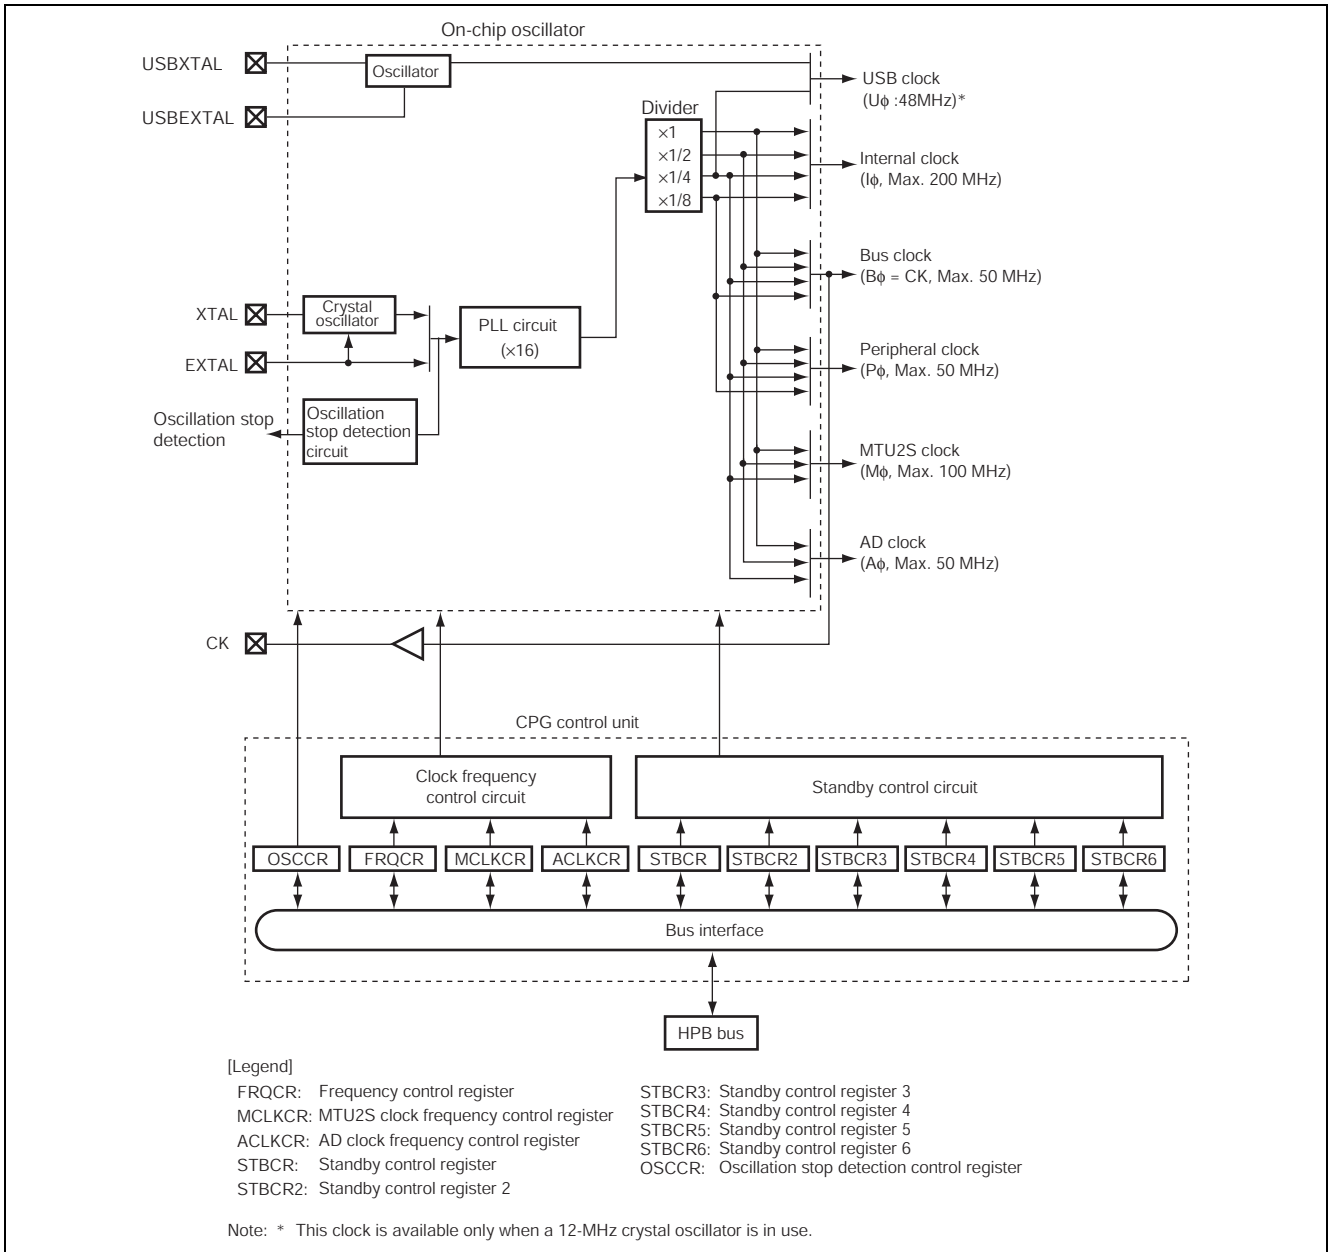 On-chip oscillator
USBXTAL
Oscillator
USB clock
(Uϕ :48MHz)*
USBEXTAL
Divider
×1
×1/2
×1/4
×1/8
Internal clock
(Iϕ, Max. 200 MHz)
Bus clock
(Bϕ = CK, Max. 50 MHz)
XTAL
Crystal
oscillator
PLL circuit
(×16)
EXTAL
Peripheral clock
(Pϕ, Max. 50 MHz)
Oscillation stop
detection
Oscillation
stop detection
circuit
MTU2S clock
(Mϕ, Max. 100 MHz)
AD clock
(Aϕ, Max. 50 MHz)
CK
CPG control unit
Clock frequency
control circuit
Standby control circuit
OSCCR
FRQCR
MCLKCR
ACLKCR
STBCR
STBCR2
STBCR3
STBCR4
STBCR5
STBCR6
Bus interface
HPB bus
[Legend]
FRQCR: Frequency control register
MCLKCR: MTU2S clock frequency control register
ACLKCR: AD clock frequency control register
STBCR: Standby control register
STBCR2: Standby control register 2
STBCR3: Standby control register 3
STBCR4: Standby control register 4
STBCR5: Standby control register 5
STBCR6: Standby control register 6
OSCCR: Oscillation stop detection control register
Note: * This clock is available only when a 12-MHz crystal oscillator is in use.